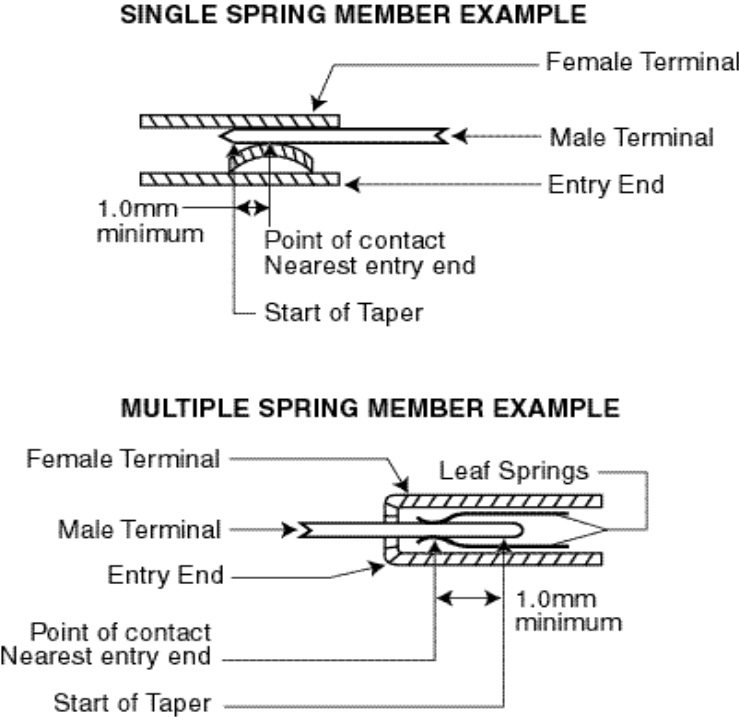 SINGLE SPRING MEMBER EXAMPLE
Female Terminal
Male Terminal
Entry End
1.0mm
minimum
Point of contact
Nearest entry end
Start of Taper
MULTIPLE SPRING MEMBER EXAMPLE
Female Terminal
Leaf Springs
Male Terminal
Entry End
1.0mm
minimum
Point of contact
Nearest entry end
Start of Taper